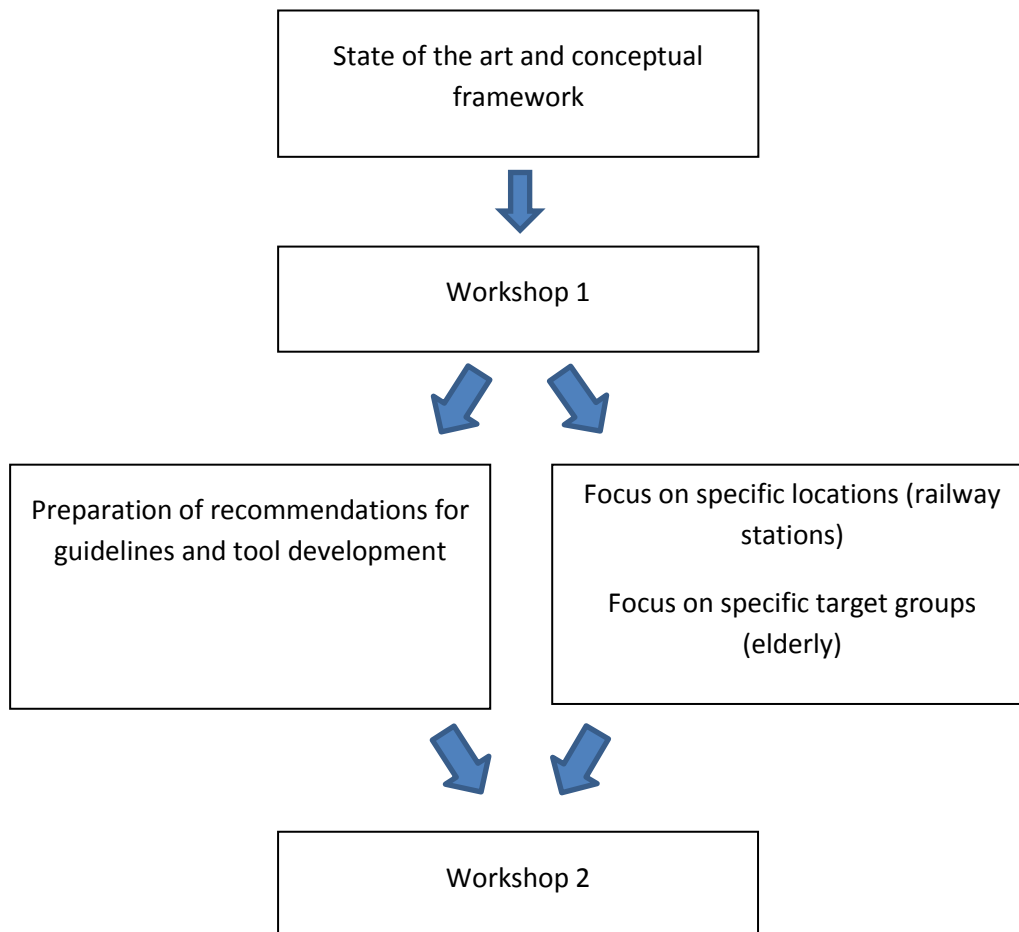 State of the art and conceptual
framework
Workshop 1
Preparation of recommendations for
guidelines and tool development
Focus on specific locations (railway
stations)
Focus on specific target groups
(elderly)
Workshop 2